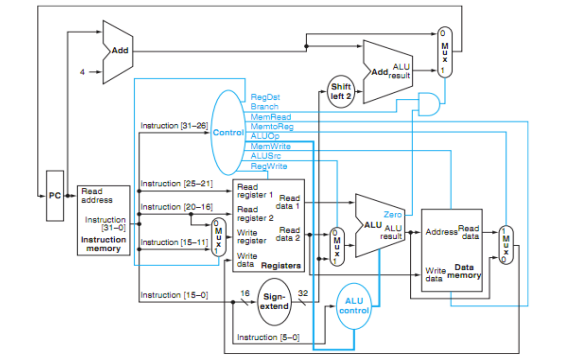 0
M
u
x
1
Add
ALU
Add
result
4
Shift
left 2
RegDst
Branch
MemRead
Instruction [31–26]
Control
MemtoReg
ALUOp
MemWrite
ALUSrc
RegWrite
PC
Read
address
Instruction
[31–0]
Instruction
memory
Instruction [25–21]
Instruction [20–16]
Instruction [15–11]
0
M
u
x
1
Read
register 1
Read
data 1
Read
register 2
Write
register
Read
data 2
Write
data
Registers
0
M
u
x
1
Zero
ALU
ALU
result
Address
Read
data
Write
data
Data
memory
1
M
u
x
0
Instruction [15–0]
16
Sign-
extend
32
ALU
control
Instruction [5–0]